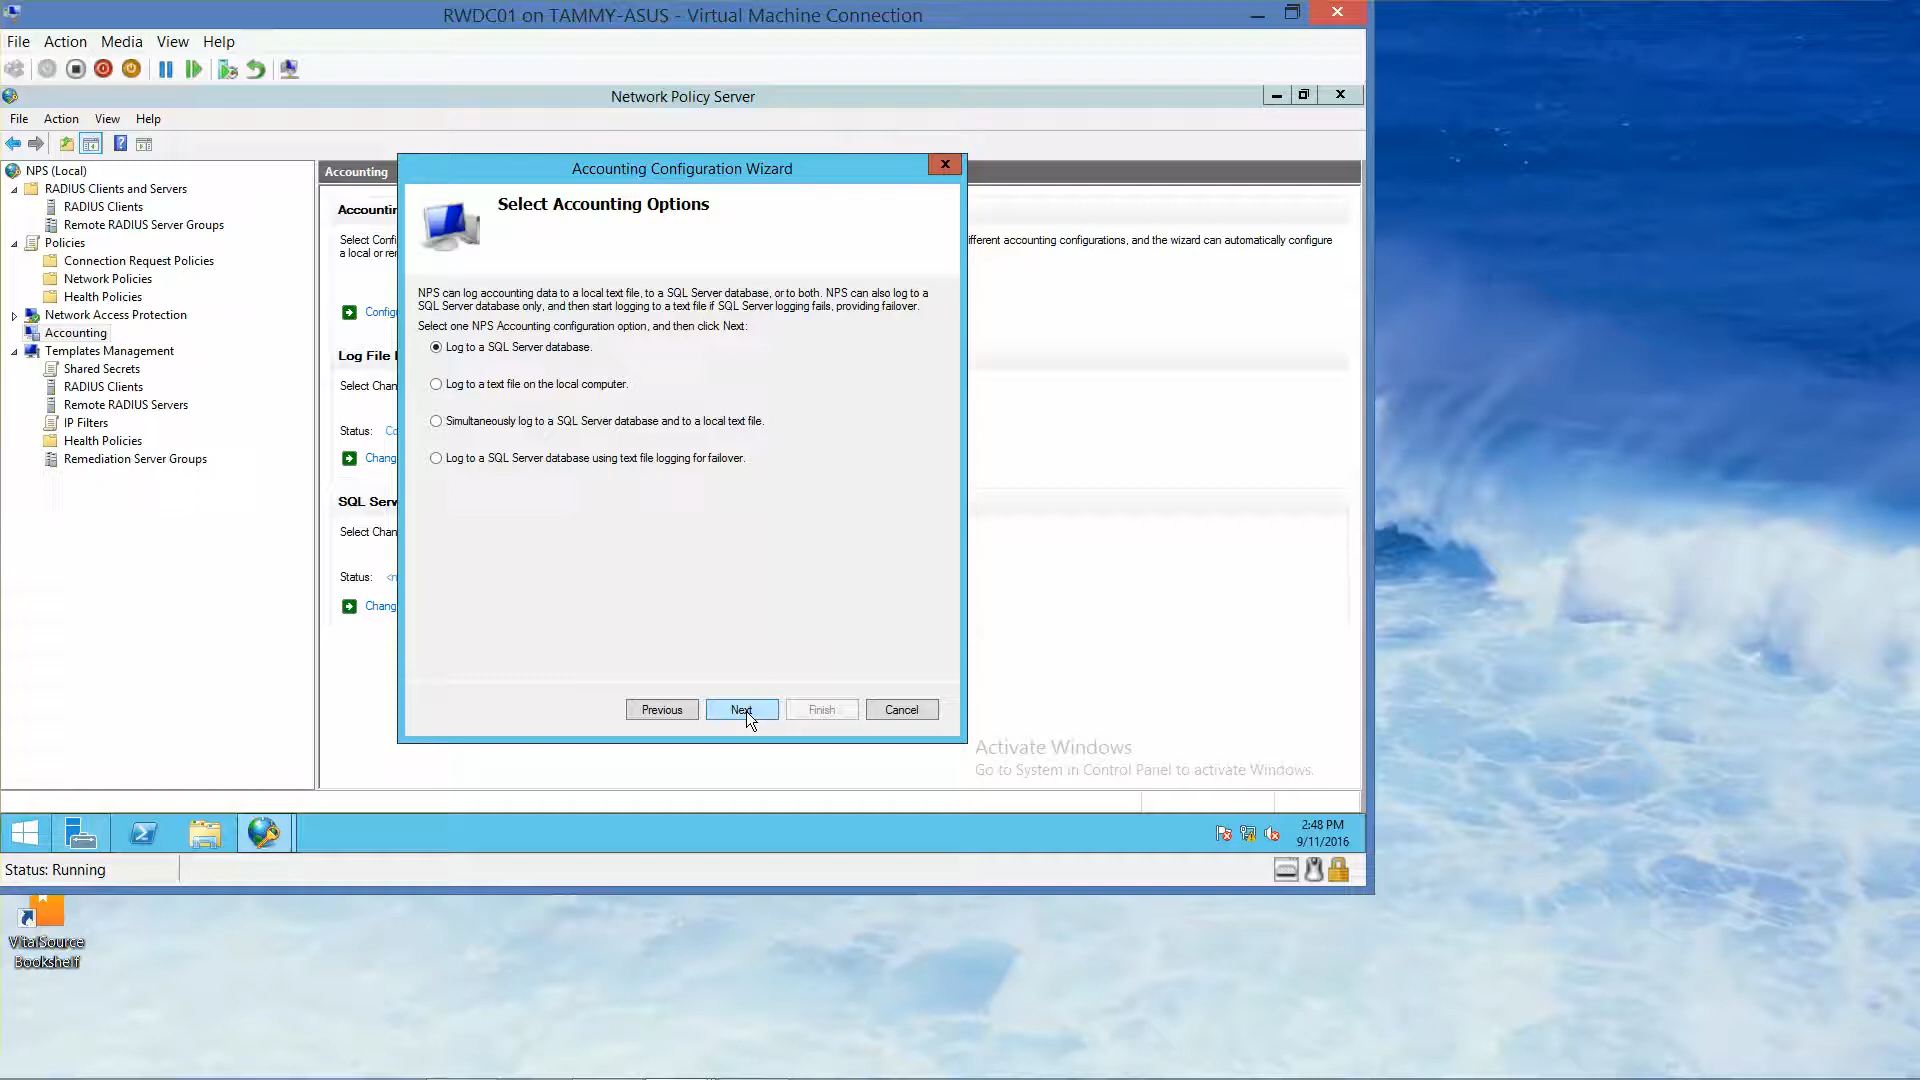 RWDC01 on TAMMY-ASUS - Virtual Machine Connection
File Action Media View Help
Network Policy Server
File Action View Help
NPS (Local)
RADIUS Clients and Servers
RADIUS Clients
Remote RADIUS Server Groups
Policies
Connection Request Policies
Network Policies
Health Policies
Network Access Protection
Accounting
Templates Management
Shared Secrets
RADIUS Clients
Remote RADIUS Servers
IP Filters
Health Policies
Remediation Server Groups
Accounting
Select
a local or
ifferent accounting configurations, and the wizard can automatically configure
Log File
Select
Status:
Select
Status:
Accounting Configuration Wizard
Select Accounting Options
NPS can log accounting data to a local text file, to a SQL Server database, or to both. NPS can also log to a
SQL Server database only, and then start logging to a text file if SQL Server logging fails, providing failover.
Select one NPS Accounting configuration option, and then click Next:
Log to a SQL Server database.
Log to a text file on the local computer.
Simultaneously log to a SQL Server database and to a local text file.
Log to a SQL Server database using text file logging for failover.
Previous Next Finish Cancel
Activate Windows
Go to System in Control Panel to activate Windows.
2:48 PM
9/11/2016
Status: Running
VitalSource
Bookshelf